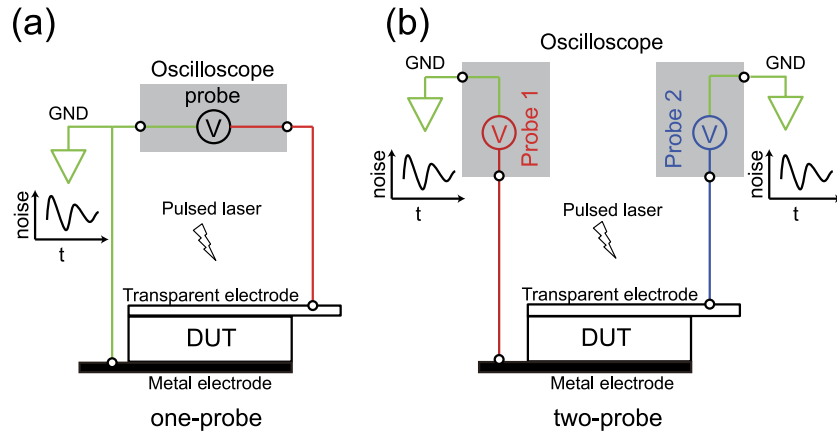 (a)
Oscilloscope
probe
GND
V
noise
t
Pulsed laser
Transparent electrode
DUT
Metal electrode
one-probe
(b)
Oscilloscope
GND
GND
V
Probe 1
Probe 2
V
noise
t
noise
t
Pulsed laser
Transparent electrode
DUT
Metal electrode
two-probe